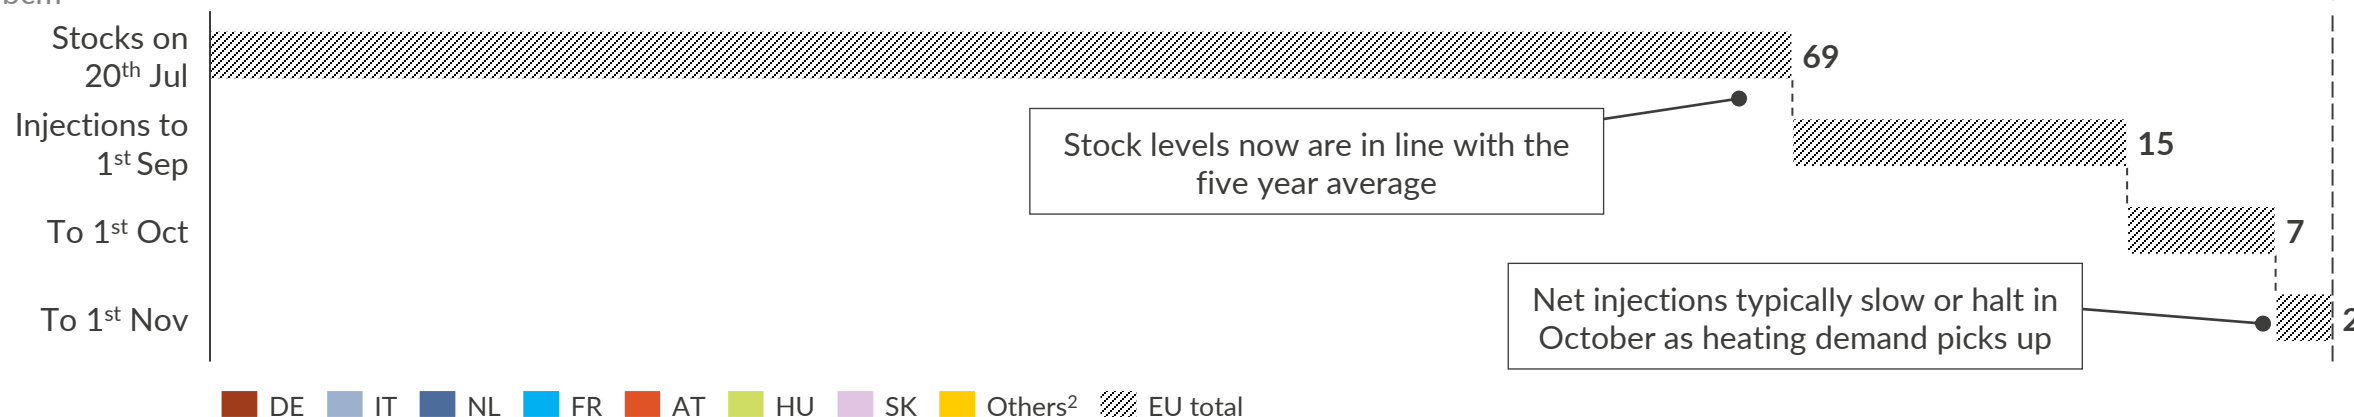 Stocks on
20th Jul
69
Injections to
1st Sep
15
Stock levels now are in line with the
five year average
To 1st Oct
7
Net injections typically slow or halt in
October as heating demand picks up
To 1st Nov
2
DE IT NL FR AT HU SK Others2 EU total